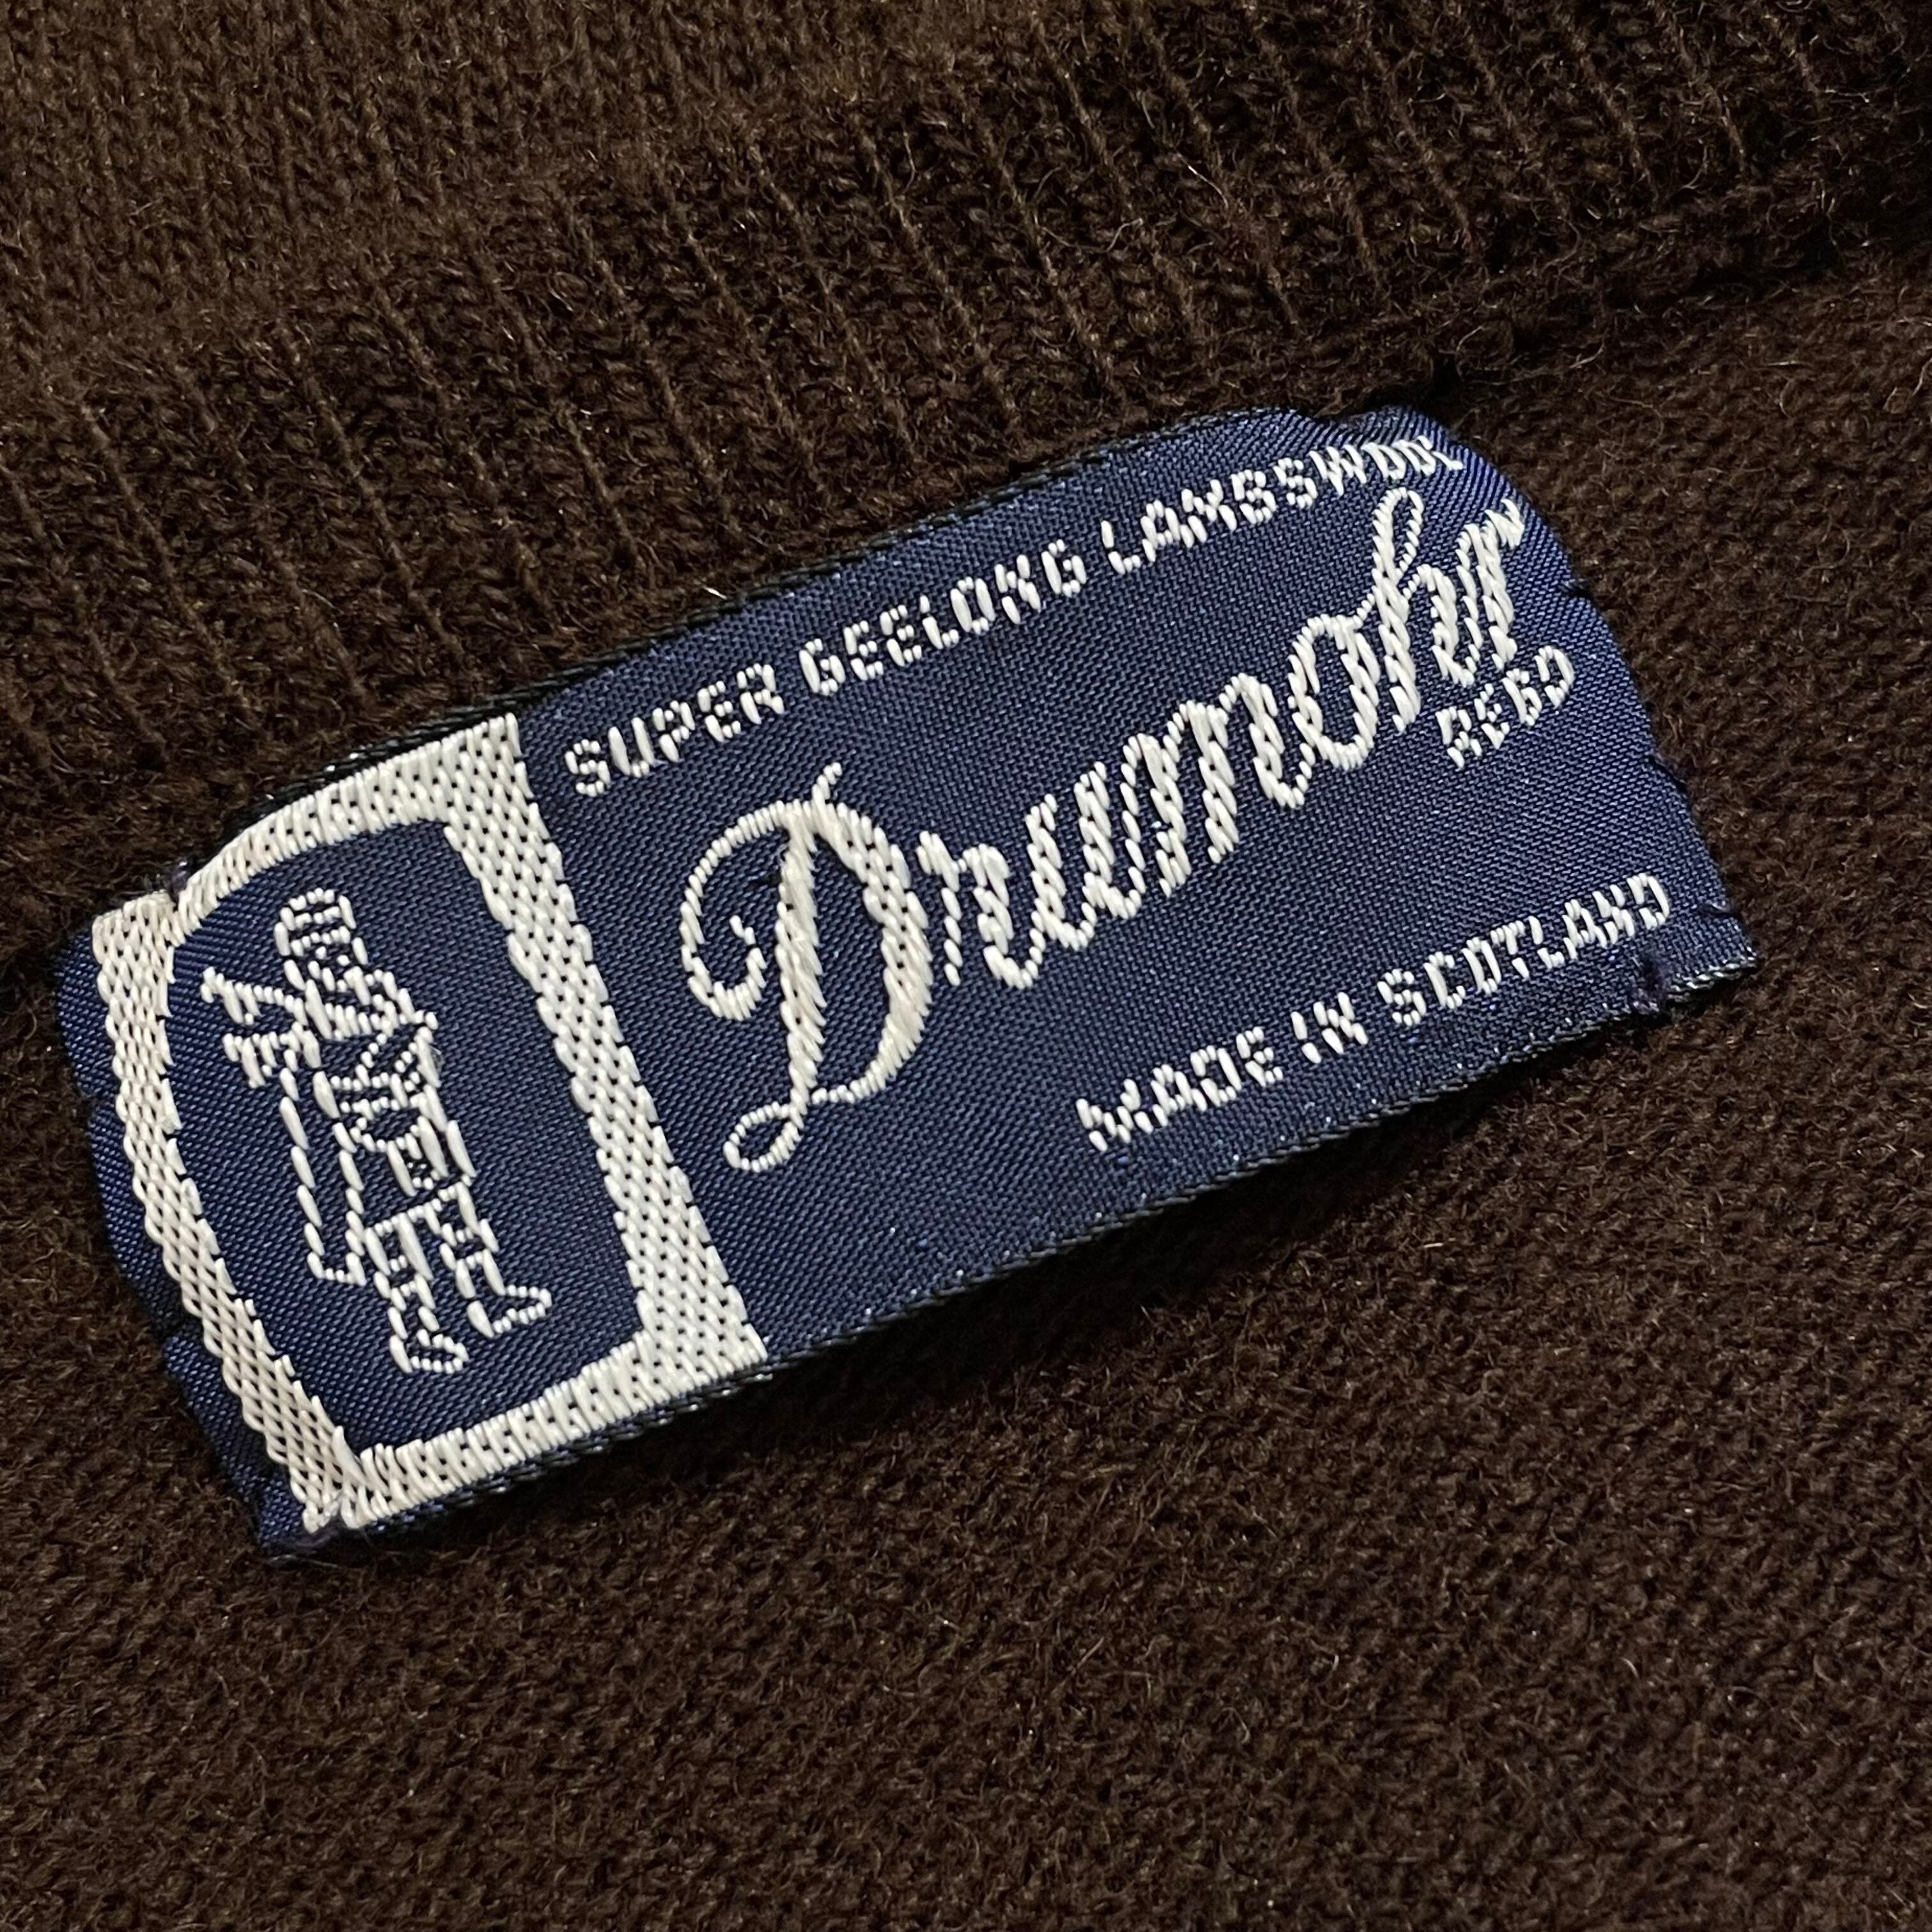 SUPER GEELONG LAMBSWOOL
Drumohr
REGD
MADE IN SCOTLAND